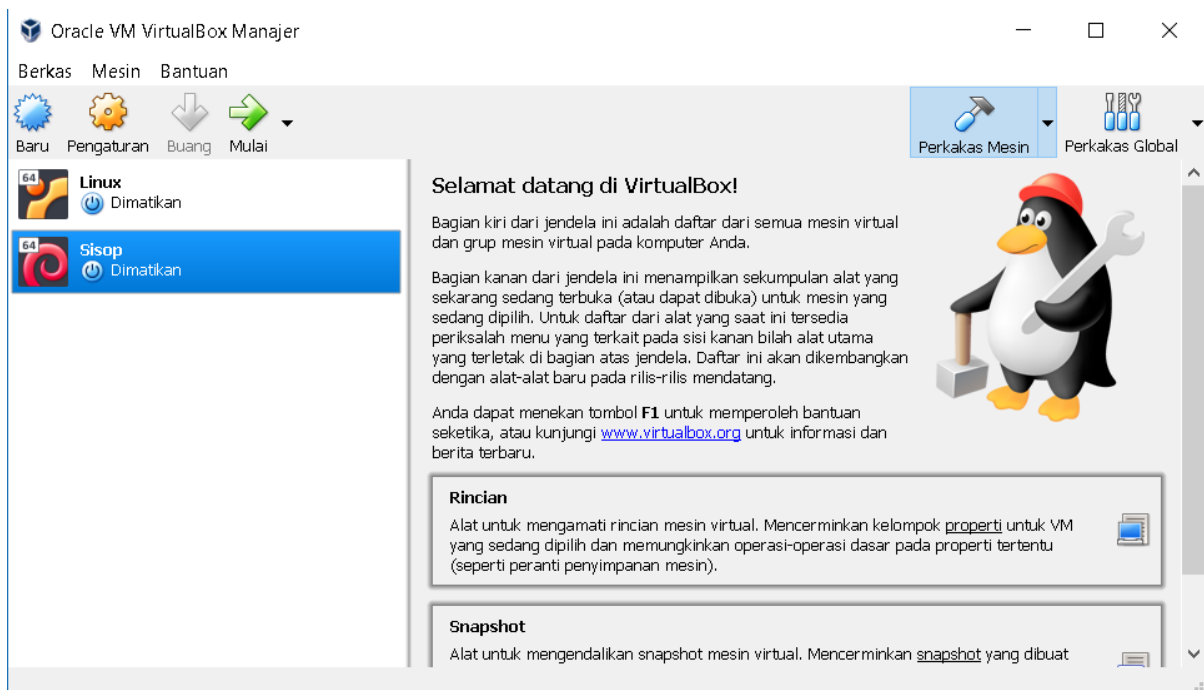 Oracle VM VirtualBox Manajer
Berkas Mesin Bantuan
Baru Pengaturan Buang Mulai
Perkakas Mesin Perkakas Global
64 Linux
Dimatikan
64 Sisop
Dimatikan
Selamat datang di VirtualBox!
Bagian kiri dari jendela ini adalah daftar dari semua mesin virtual
dan grup mesin virtual pada komputer Anda.
Bagian kanan dari jendela ini menampilkan sekumpulan alat yang
sekarang sedang terbuka (atau dapat dibuka) untuk mesin yang
sedang dipilih. Untuk daftar dari alat yang saat ini tersedia
periksalah menu yang terkait pada sisi kanan bilah alat utama
yang terletak di bagian atas jendela. Daftar ini akan dikembangkan
dengan alat-alat baru pada rilis-rilis mendatang.
Anda dapat menekan tombol F1 untuk memperoleh bantuan
seketika, atau kunjungi www.virtualbox.org untuk informasi dan
berita terbaru.
Rincian
Alat untuk mengamati rincian mesin virtual. Mencerminkan kelompok properti untuk VM
yang sedang dipilih dan memungkinkan operasi-operasi dasar pada properti tertentu
(seperti peranti penyimpanan mesin).
Snapshot
Alat untuk mengendalikan snapshot mesin virtual. Mencerminkan snapshot yang dibuat